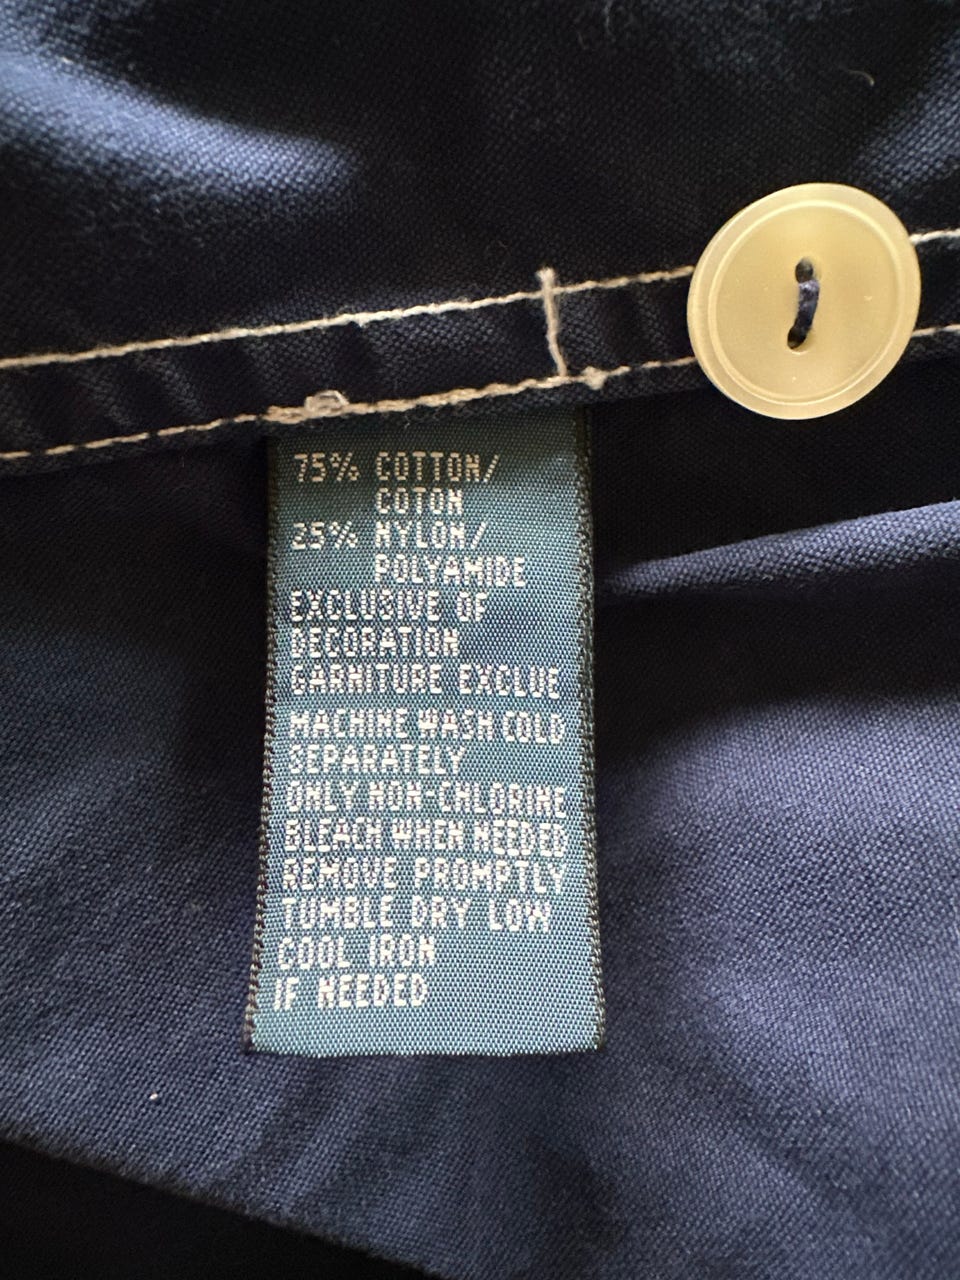 75% COTTON/
COTON
25% NYLON/
POLYAMIDE
EXCLUSIVE OF
DECORATION
GARNITURE EXCLUE
MACHINE WASH COLD
SEPARATELY
ONLY NON-CHLORINE
BLEACH WHEN NEEDED
REMOVE PROMPTLY
TUMBLE DRY LOW
COOL IRON
IF NEEDED